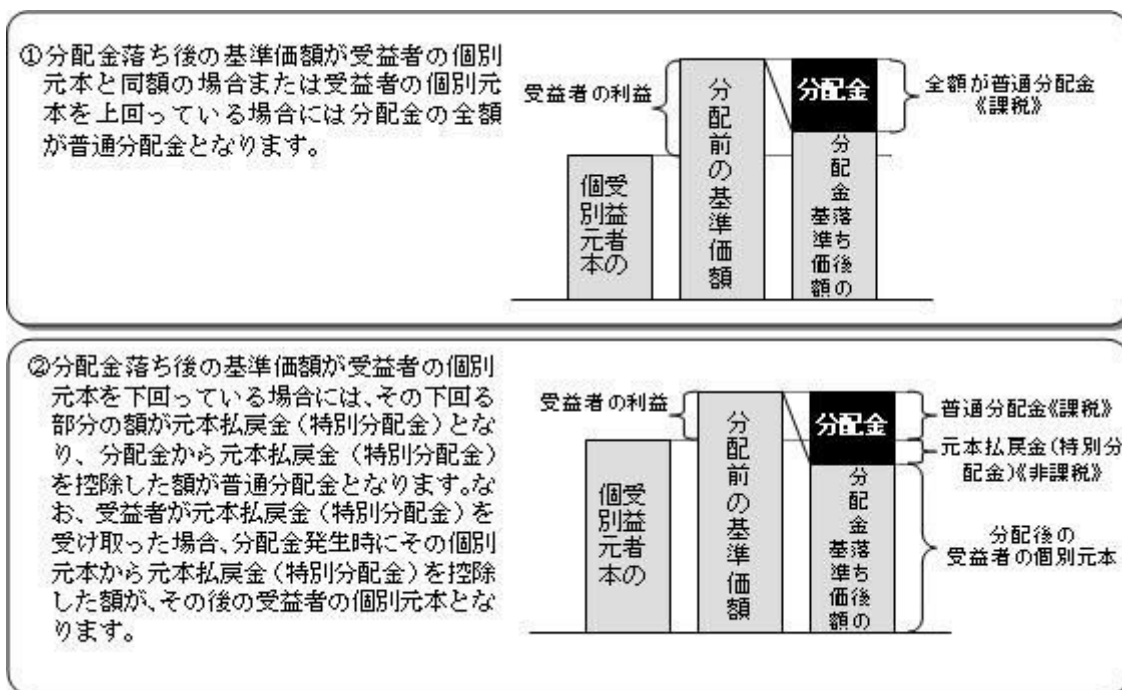 ①分配金落ち後の基準価額が受益者の個別
元本と同額の場合または受益者の個別元
本を上回っている場合には分配金の全額
が普通分配金となります。
受益者の利益
個別元本
受益者の
分配前の基準価額
分配金
分配金落ち後の
基準価額
全額が普通分配金
《課税》
②分配金落ち後の基準価額が受益者の個別
元本を下回っている場合には、その下回る
部分の額が元本払戻金(特別分配金)とな
り、分配金から元本払戻金(特別分配金)
を控除した額が普通分配金となります。な
お、受益者が元本払戻金(特別分配金)を
受け取った場合、分配金発生時にその個別
元本から元本払戻金(特別分配金)を控除
した額が、その後の受益者の個別元本とな
ります。
受益者の利益
受益者の
個別元本
分配前の基準価額
分配金
分配金落ち後の
基準価額
普通分配金《課税》
元本払戻金(特別分
配金)《非課税》
分配後の
受益者の個別元本